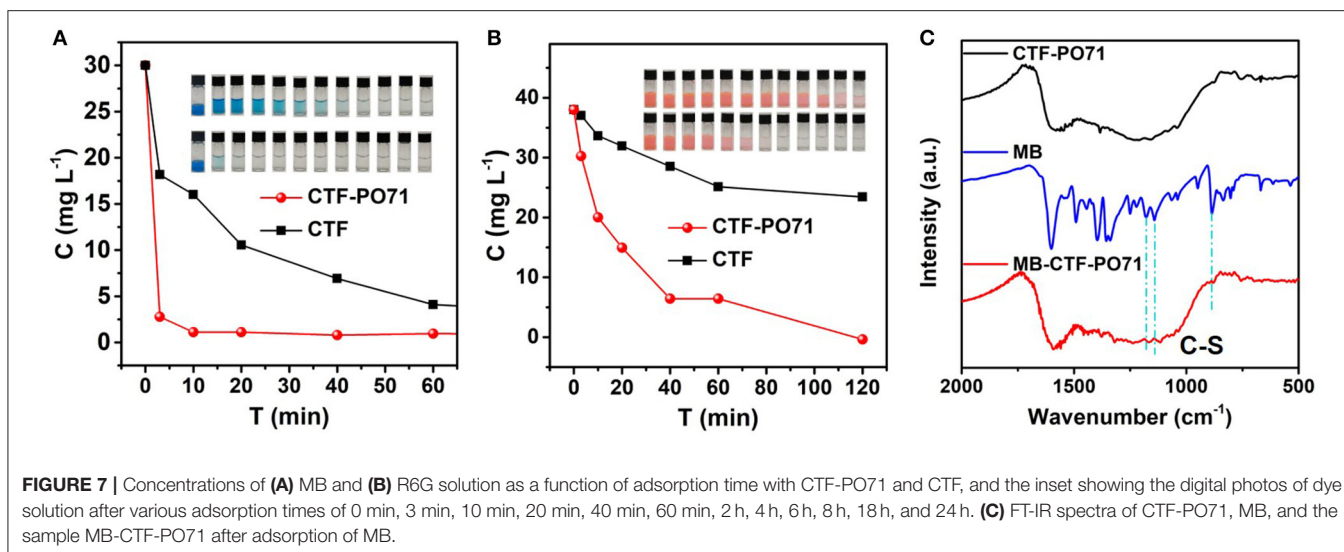 A
30
25
20
15
10
5
0
C (mg L⁻¹)
CTF-PO71
CTF
0 10 20 30 40 50 60
T (min)
B
40
30
20
10
0
C (mg L⁻¹)
CTF-PO71
CTF
0 20 40 60 80 100 120
T (min)
C
Intensity (a.u.)
CTF-PO71
MB
MB-CTF-PO71
C-S
2000 1500 1000 500
Wavenumber (cm⁻¹)
FIGURE 7 | Concentrations of (A) MB and (B) R6G solution as a function of adsorption time with CTF-PO71 and CTF, and the inset showing the digital photos of dye
solution after various adsorption times of 0 min, 3 min, 10 min, 20 min, 40 min, 60 min, 2 h, 4 h, 6 h, 8 h, 18 h, and 24 h. (C) FT-IR spectra of CTF-PO71, MB, and the
sample MB-CTF-PO71 after adsorption of MB.